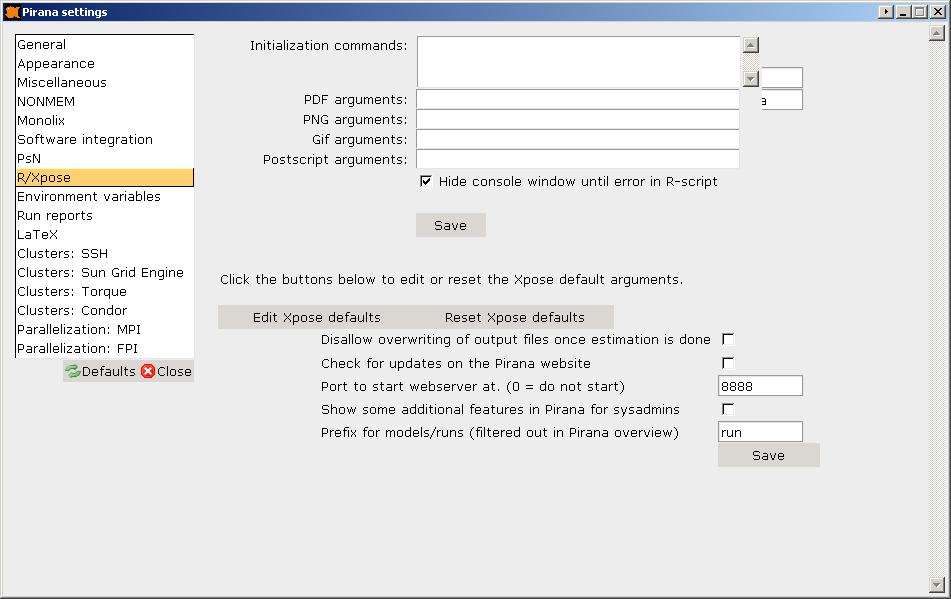 Pirana settings
General
Appearance
Miscellaneous
NONMEM
Monolix
Software integration
PsN
R/Xpose
Environment variables
Run reports
LaTeX
Clusters: SSH
Clusters: Sun Grid Engine
Clusters: Torque
Clusters: Condor
Parallelization: MPI
Parallelization: FPI
Defaults Close
Initialization commands:
a
PDF arguments:
PNG arguments:
Gif arguments:
Postscript arguments:
Hide console window until error in R-script
Save
Click the buttons below to edit or reset the Xpose default arguments.
Edit Xpose defaults Reset Xpose defaults
Disallow overwriting of output files once estimation is done
Check for updates on the Pirana website
Port to start webserver at. (0 = do not start) 8888
Show some additional features in Pirana for sysadmins
Prefix for models/runs (filtered out in Pirana overview) run
Save